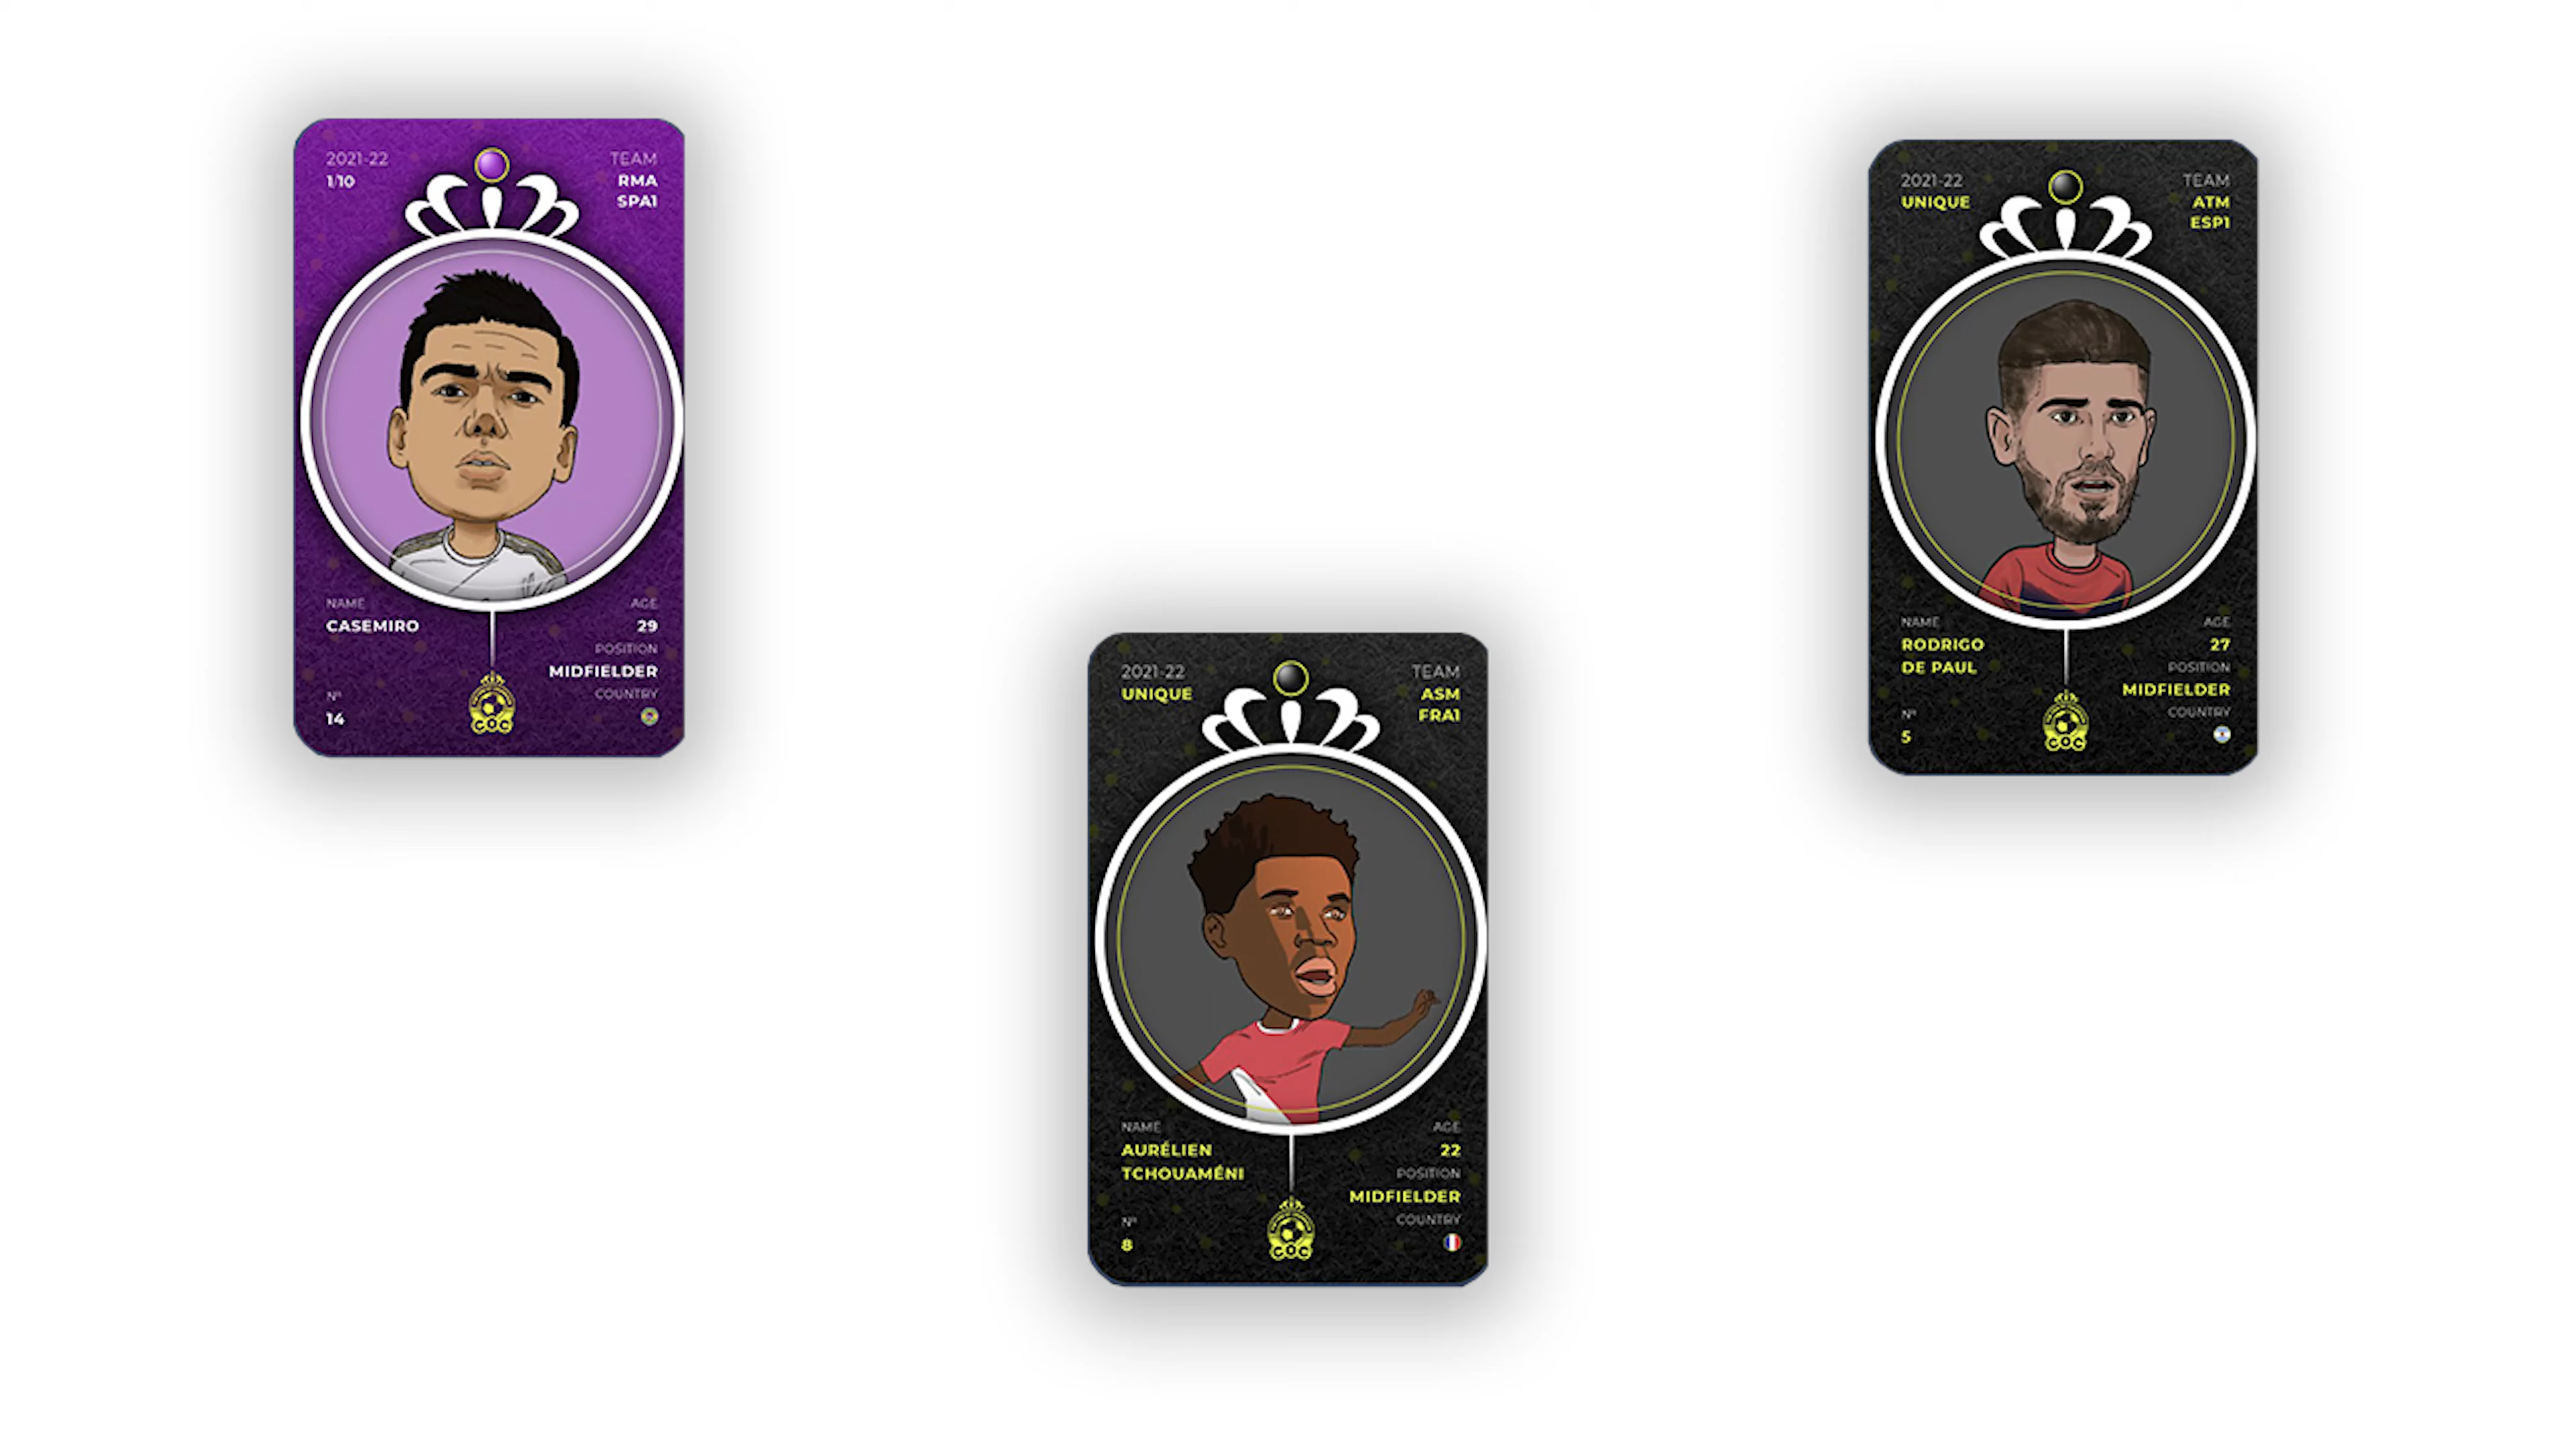 2021-22
1/10
TEAM
RMA
SPA1
NAME
CASEMIRO
Nº
14
AGE
29
POSITION
MIDFIELDER
COUNTRY
COC
2021-22
UNIQUE
TEAM
ASM
FRA1
NAME
AURÉLIEN
TCHOUAMÉNI
Nº
8
AGE
22
POSITION
MIDFIELDER
COUNTRY
COC
2021-22
UNIQUE
TEAM
ATM
ESP1
NAME
RODRIGO
DE PAUL
Nº
5
AGE
27
POSITION
MIDFIELDER
COUNTRY
COC